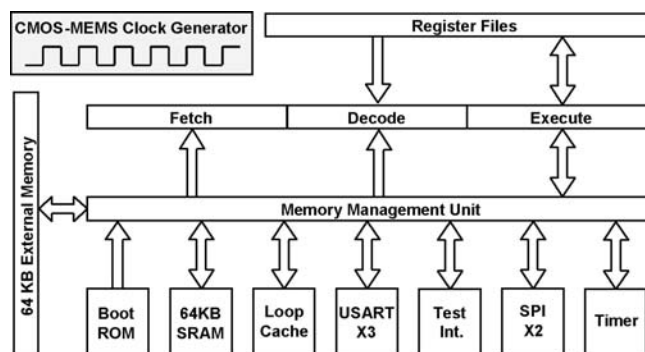 CMOS-MEMS Clock Generator
Register Files
Fetch
Decode
Execute
64 KB External Memory
Memory Management Unit
Boot
ROM
64KB
SRAM
Loop
Cache
USART
X3
Test
Int.
SPI
X2
Timer